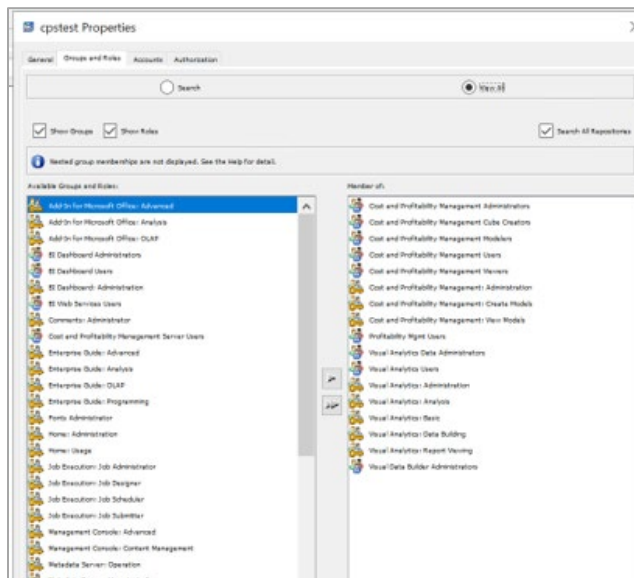 cpstest Properties
General Groups and Roles Accounts Authorization
Search View All
Show Groups Show Roles Search All Repositories
Nested group memberships are not displayed. See the Help for detail.
Available Groups and Roles:
Add-In for Microsoft Office: Advanced
Add-In for Microsoft Office: Analysis
Add-In for Microsoft Office: OLAP
BI Dashboard Administrators
BI Dashboard Users
BI Dashboard: Administration
BI Web Services Users
Comments: Administrator
Cost and Profitability Management Server Users
Enterprise Guide: Advanced
Enterprise Guide: Analysis
Enterprise Guide: OLAP
Enterprise Guide: Programming
Fonts Administrator
Home: Administration
Home: Usage
Job Execution: Job Administrator
Job Execution: Job Designer
Job Execution: Job Scheduler
Job Execution: Job Submitter
Management Console: Advanced
Management Console: Content Management
Metadata Server: Operation
Member of:
Cost and Profitability Management Administrators
Cost and Profitability Management Cube Creators
Cost and Profitability Management Modelers
Cost and Profitability Management Users
Cost and Profitability Management Viewers
Cost and Profitability Management: Administration
Cost and Profitability Management: Create Models
Cost and Profitability Management: View Models
Profitability Mgmt Users
Visual Analytics Data Administrators
Visual Analytics Users
Visual Analytics: Administration
Visual Analytics: Analysis
Visual Analytics: Basic
Visual Analytics: Data Building
Visual Analytics: Report Viewing
Visual Data Builder Administrators